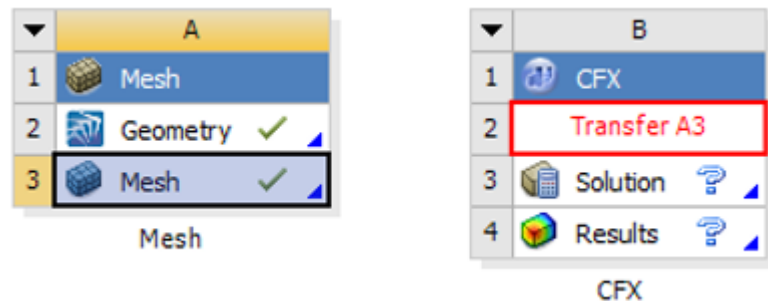 A
1 Mesh
2 Geometry
3 Mesh
Mesh
B
1 CFX
2 Transfer A3
3 Solution ?
4 Results ?
CFX